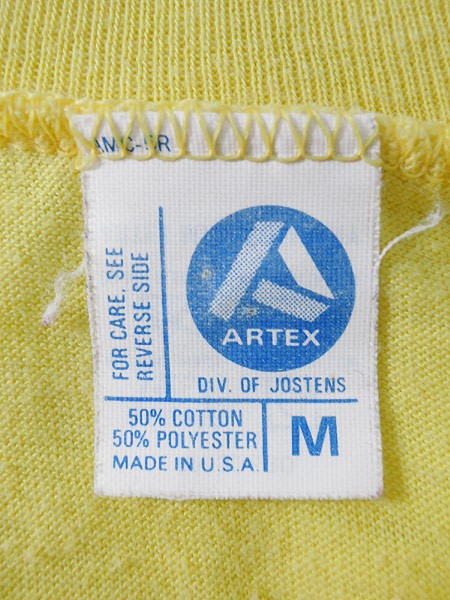 FOR CARE, SEE
REVERSE SIDE
ARTEX
DIV. OF JOSTENS
50% COTTON
50% POLYESTER
MADE IN U.S.A.
M